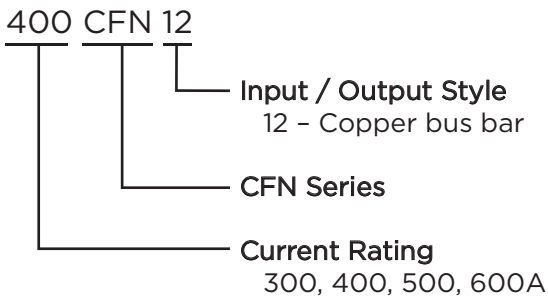 400 CFN 12
Input / Output Style
12 – Copper bus bar
CFN Series
Current Rating
300, 400, 500, 600A